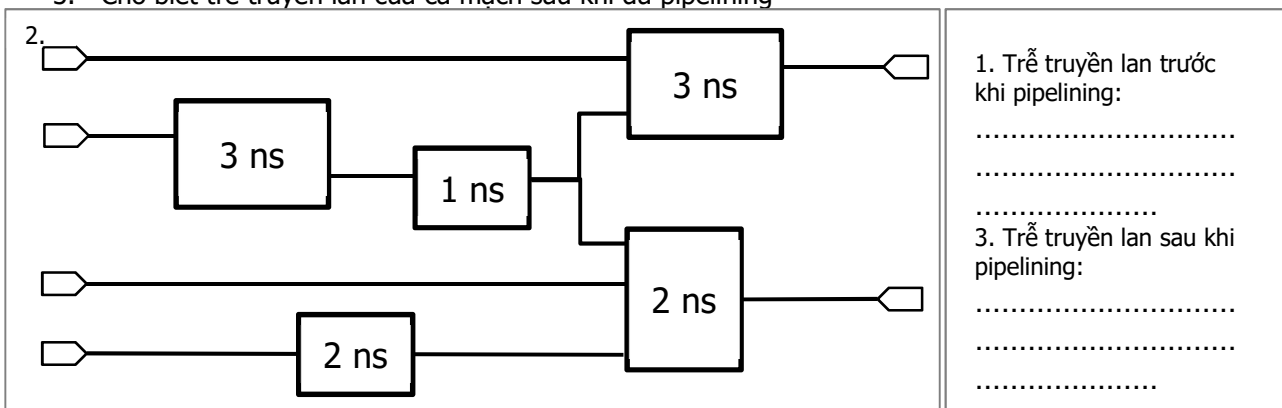 3. Cho biết trễ truyền lan của cả mạch sau khi đã pipelining
2.
3 ns
3 ns
1 ns
2 ns
2 ns
1. Trễ truyền lan trước
khi pipelining:
..............................
..............................
.....................
3. Trễ truyền lan sau khi
pipelining:
..............................
..............................
.....................